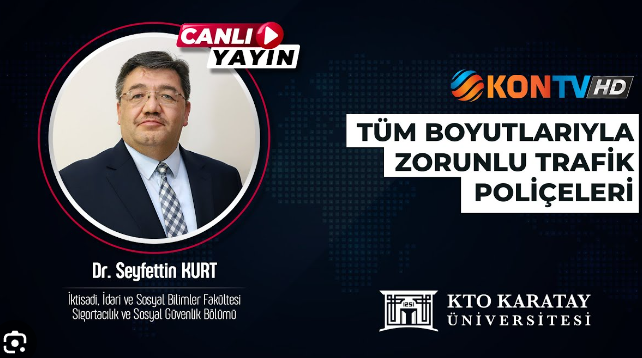 CANLI
YAYIN
KONTV HD
TÜM BOYUTLARIYLA
ZORUNLU TRAFİK
POLİÇELERİ
Dr. Seyfettin KURT
İktisadi, İdari ve Sosyal Bilimler Fakültesi
Sigortacılık ve Sosyal Güvenlik Bölümü
1251
KTO KARATAY
ÜNİVERSİTESİ